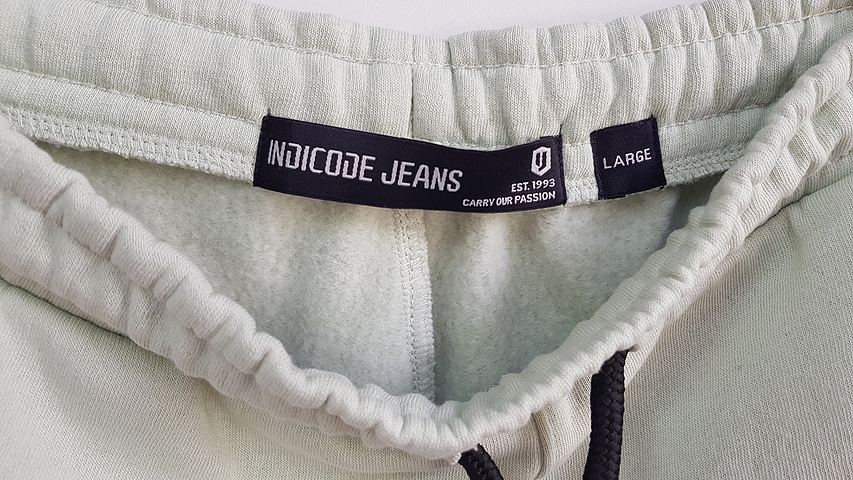 INDICODE JEANS
EST. 1993
CARRY OUR PASSION
LARGE